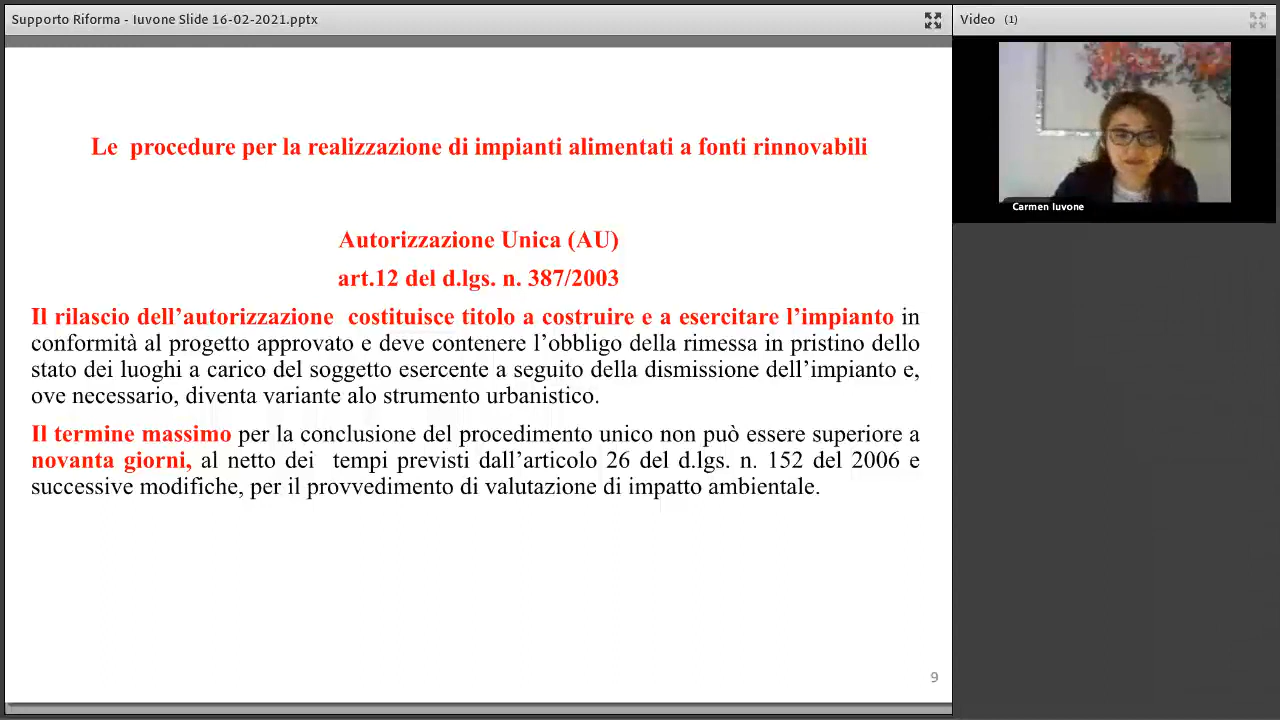 Supporto Riforma - Iuvone Slide 16-02-2021.pptx
Video (1)
Carmen Iuvone
Le procedure per la realizzazione di impianti alimentati a fonti rinnovabili
Autorizzazione Unica (AU)
art.12 del d.lgs. n. 387/2003
Il rilascio dell’autorizzazione costituisce titolo a costruire e a esercitare l’impianto in
conformità al progetto approvato e deve contenere l’obbligo della rimessa in pristino dello
stato dei luoghi a carico del soggetto esercente a seguito della dismissione dell’impianto e,
ove necessario, diventa variante alo strumento urbanistico.
Il termine massimo per la conclusione del procedimento unico non può essere superiore a
novanta giorni, al netto dei tempi previsti dall’articolo 26 del d.lgs. n. 152 del 2006 e
successive modifiche, per il provvedimento di valutazione di impatto ambientale.
9